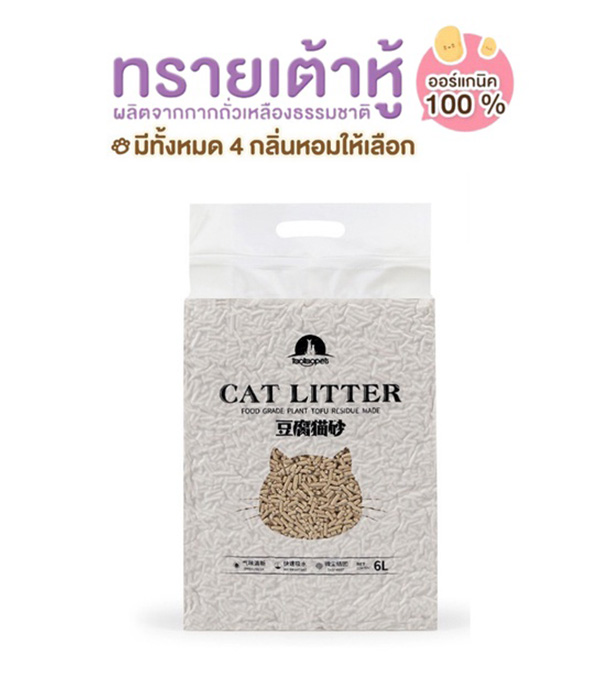 ทรายเต้าหู้
ออร์แกนิค
100 %
ผลิตจากกากถั่วเหลืองธรรมชาติ
มีทั้งหมด 4 กลิ่นหอมให้เลือก
CAT LITTER
FOOD GRADE PLANT TOFU RESIDUE MADE
豆腐猫砂
6L